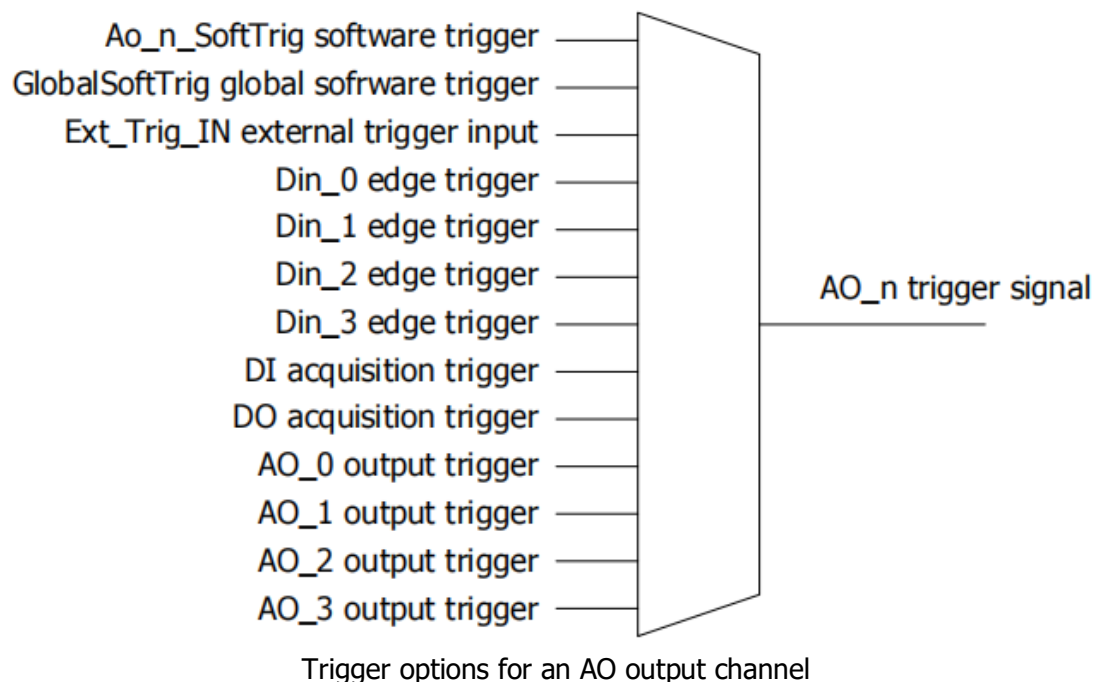 Ao_n_SoftTrig software trigger
GlobalSoftTrig global sofrware trigger
Ext_Trig_IN external trigger input
Din_0 edge trigger
Din_1 edge trigger
Din_2 edge trigger
Din_3 edge trigger
DI acquisition trigger
DO acquisition trigger
AO_0 output trigger
AO_1 output trigger
AO_2 output trigger
AO_3 output trigger
AO_n trigger signal
Trigger options for an AO output channel